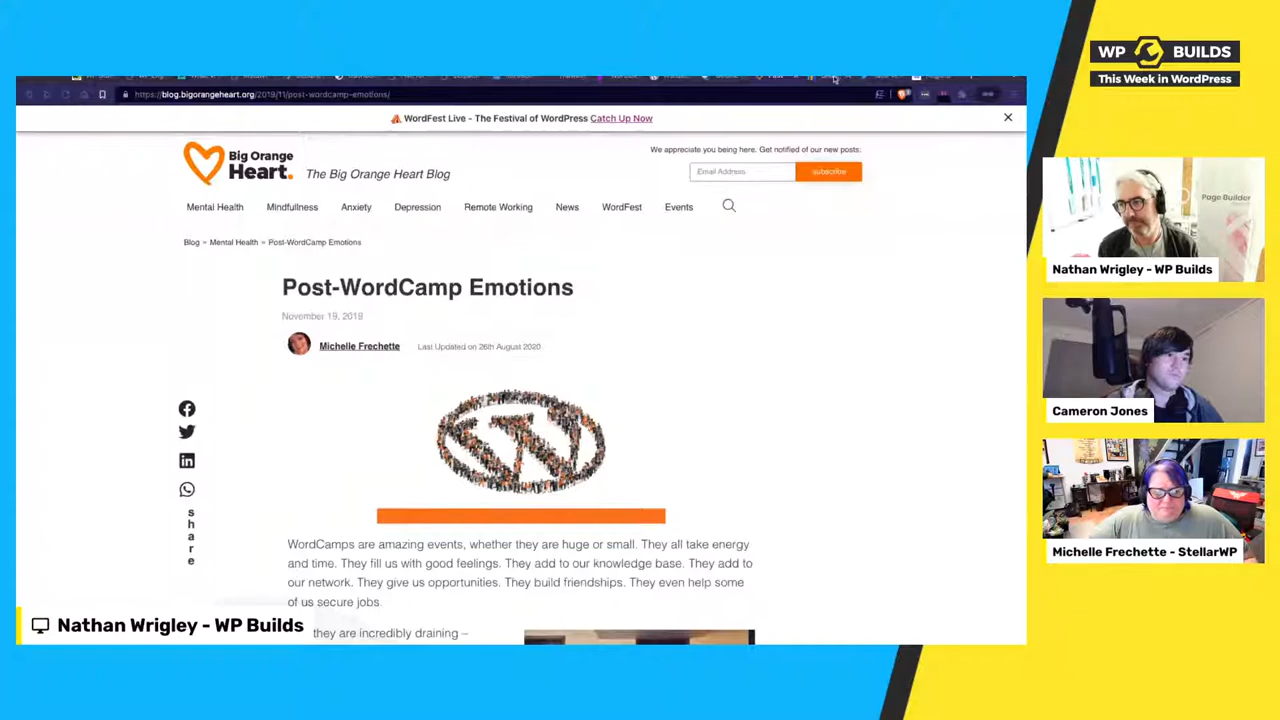 WP BUILDS
This Week in WordPress
https://blog.bigorangeheart.org/2019/11/post-wordcamp-emotions/
WordFest Live - The Festival of WordPress Catch Up Now
Big Orange
Heart.
The Big Orange Heart Blog
We appreciate you being here. Get notified of our new posts:
Email Address
Subscribe
Mental Health
Mindfullness
Anxiety
Depression
Remote Working
News
WordFest
Events
Blog » Mental Health » Post-WordCamp Emotions
Post-WordCamp Emotions
November 19, 2019
Michelle Frechette
Last Updated on 26th August 2020
share
WordCamps are amazing events, whether they are huge or small. They all take energy
and time. They fill us with good feelings. They add to our knowledge base. They add to
our network. They give us opportunities. They build friendships. They even help some
of us secure jobs.
they are incredibly draining –
Nathan Wrigley - WP Builds
Page Builder
Nathan Wrigley - WP Builds
Cameron Jones
Michelle Frechette - StellarWP